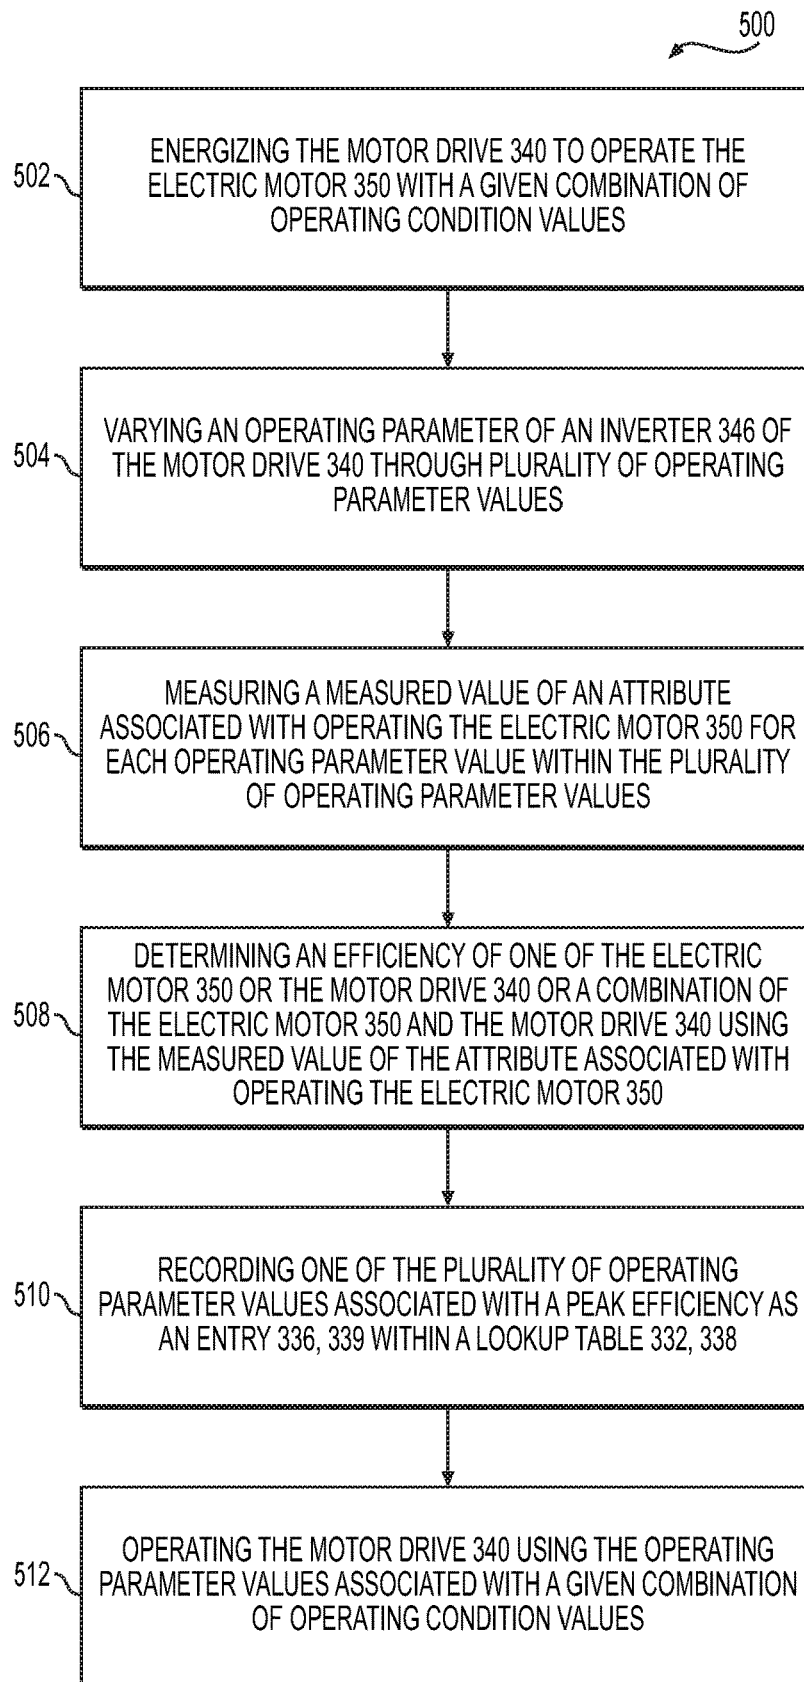 500
502
ENERGIZING THE MOTOR DRIVE 340 TO OPERATE THE
ELECTRIC MOTOR 350 WITH A GIVEN COMBINATION OF
OPERATING CONDITION VALUES
504
VARYING AN OPERATING PARAMETER OF AN INVERTER 346 OF
THE MOTOR DRIVE 340 THROUGH PLURALITY OF OPERATING
PARAMETER VALUES
506
MEASURING A MEASURED VALUE OF AN ATTRIBUTE
ASSOCIATED WITH OPERATING THE ELECTRIC MOTOR 350 FOR
EACH OPERATING PARAMETER VALUE WITHIN THE PLURALITY
OF OPERATING PARAMETER VALUES
508
DETERMINING AN EFFICIENCY OF ONE OF THE ELECTRIC
MOTOR 350 OR THE MOTOR DRIVE 340 OR A COMBINATION OF
THE ELECTRIC MOTOR 350 AND THE MOTOR DRIVE 340 USING
THE MEASURED VALUE OF THE ATTRIBUTE ASSOCIATED WITH
OPERATING THE ELECTRIC MOTOR 350
510
RECORDING ONE OF THE PLURALITY OF OPERATING
PARAMETER VALUES ASSOCIATED WITH A PEAK EFFICIENCY AS
AN ENTRY 336, 339 WITHIN A LOOKUP TABLE 332, 338
512
OPERATING THE MOTOR DRIVE 340 USING THE OPERATING
PARAMETER VALUES ASSOCIATED WITH A GIVEN COMBINATION
OF OPERATING CONDITION VALUES